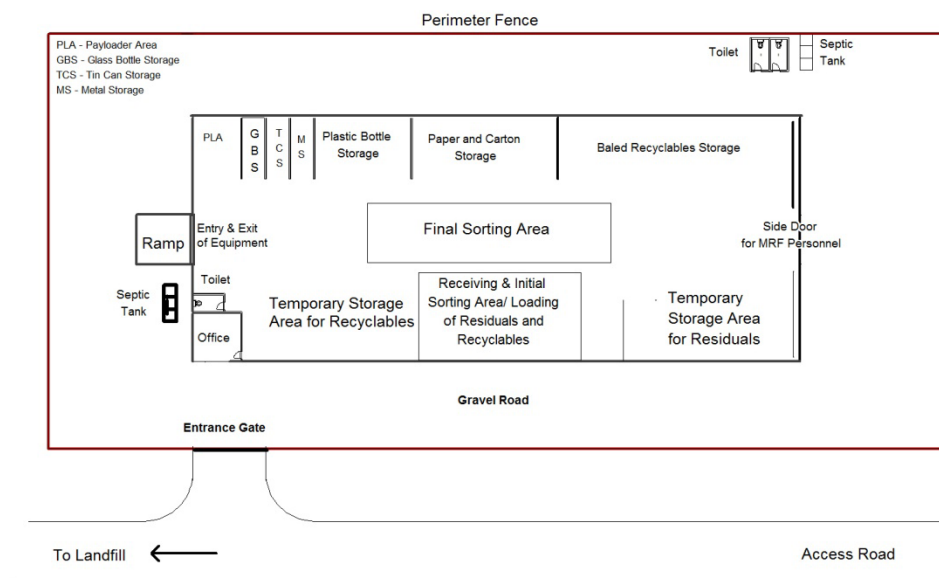 Perimeter Fence
PLA - Payloader Area
GBS - Glass Bottle Storage
TCS - Tin Can Storage
MS - Metal Storage
Toilet
Septic
Tank
PLA
G
B
S
T
C
S
M
S
Plastic Bottle
Storage
Paper and Carton
Storage
Baled Recyclables Storage
Ramp
Entry & Exit
of Equipment
Final Sorting Area
Side Door
for MRF Personnel
Toilet
Septic
Tank
Office
Temporary Storage
Area for Recyclables
Receiving & Initial
Sorting Area/ Loading
of Residuals and
Recyclables
Temporary
Storage Area
for Residuals
Gravel Road
Entrance Gate
To Landfill
Access Road